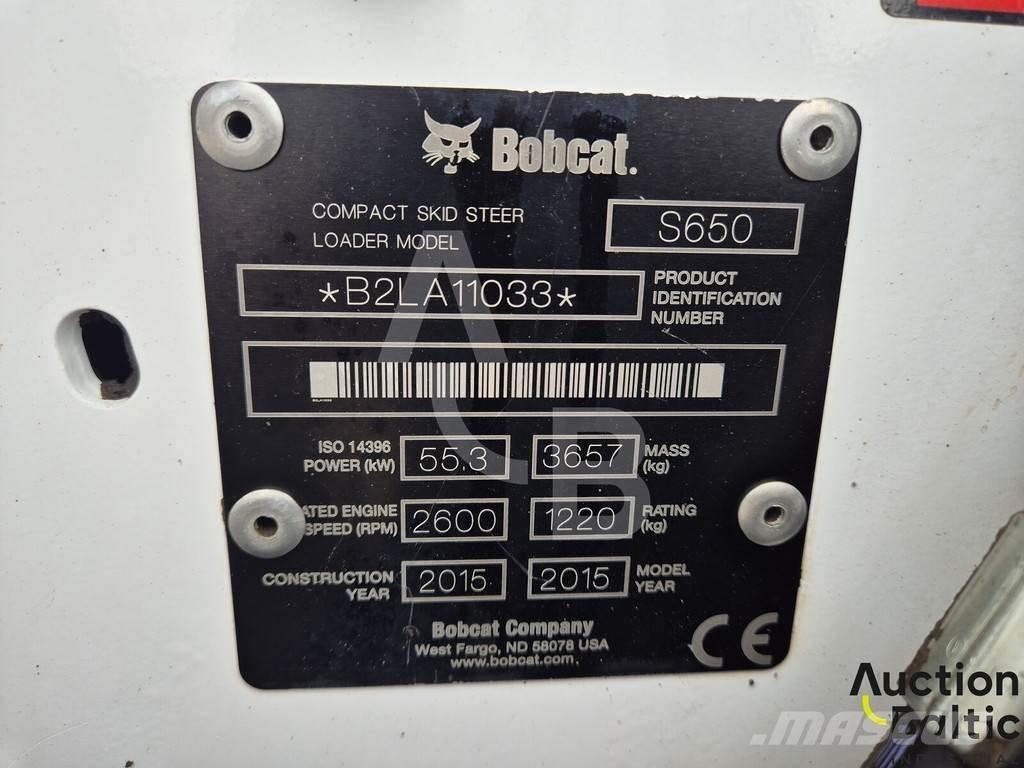 Bobcat.
COMPACT SKID STEER
LOADER MODEL
S650
*B2LA11033*
PRODUCT
IDENTIFICATION
NUMBER
ISO 14396
POWER (kW)
55.3
3657
MASS
(kg)
ATED ENGINE
SPEED (RPM)
2600
1220
RATING
(kg)
CONSTRUCTION
YEAR
2015
2015
MODEL
YEAR
Bobcat Company
West Fargo, ND 58078 USA
www.bobcat.com
CE
AB
Auction
Baltic
MASCUS